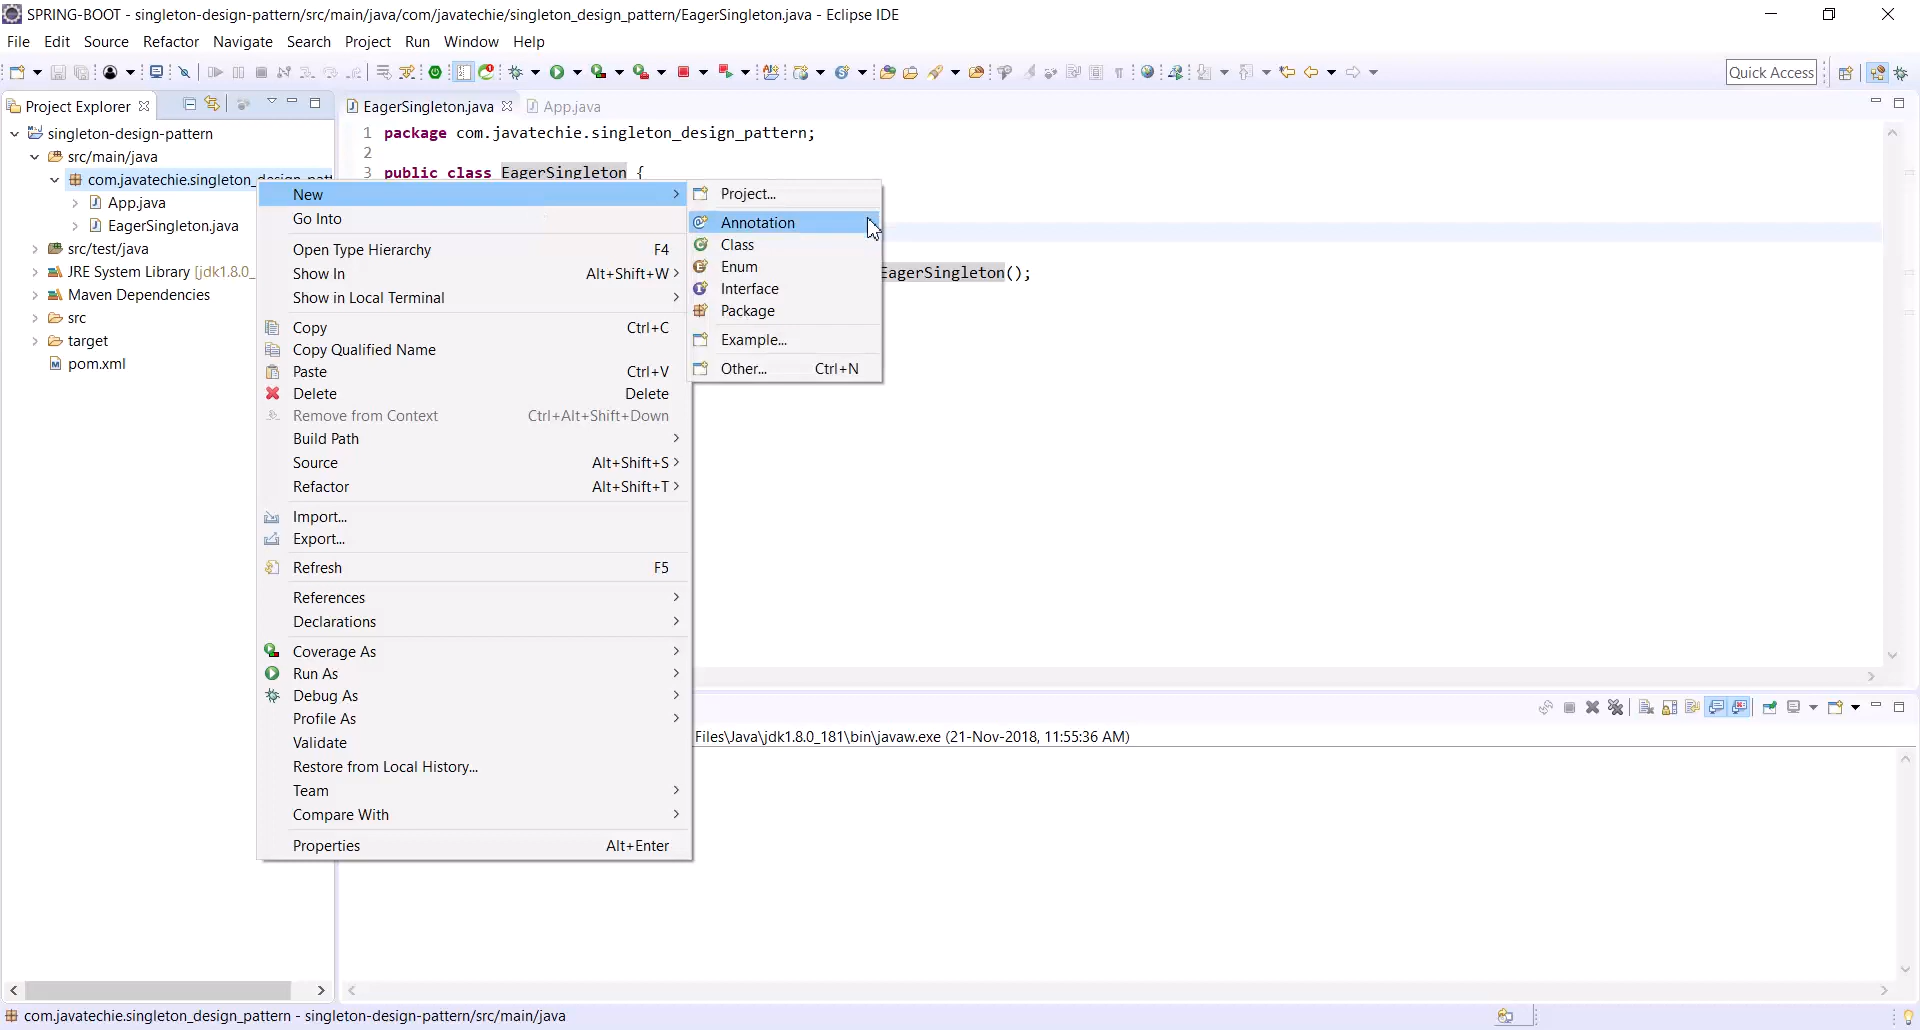 SPRING-BOOT - singleton-design-pattern/src/main/java/com/javatechie/singleton_design_pattern/EagerSingleton.java - Eclipse IDE
File Edit Source Refactor Navigate Search Project Run Window Help
Quick Access
Project Explorer
EagerSingleton.java
App.java
singleton-design-pattern
src/main/java
com.javatechie.singleton_design_patt
App.java
EagerSingleton.java
src/test/java
JRE System Library [jdk1.8.0_
Maven Dependencies
src
target
pom.xml
1 package com.javatechie.singleton_design_pattern;
2
3 public class EagerSingleton {
EagerSingleton();
New
Go Into
Open Type Hierarchy F4
Show In Alt+Shift+W
Show in Local Terminal
Copy Ctrl+C
Copy Qualified Name
Paste Ctrl+V
Delete Delete
Remove from Context Ctrl+Alt+Shift+Down
Build Path
Source Alt+Shift+S
Refactor Alt+Shift+T
Import...
Export...
Refresh F5
References
Declarations
Coverage As
Run As
Debug As
Profile As
Validate
Restore from Local History...
Team
Compare With
Properties Alt+Enter
Project...
Annotation
Class
Enum
Interface
Package
Example...
Other... Ctrl+N
Files\Java\jdk1.8.0_181\bin\javaw.exe (21-Nov-2018, 11:55:36 AM)
com.javatechie.singleton_design_pattern - singleton-design-pattern/src/main/java